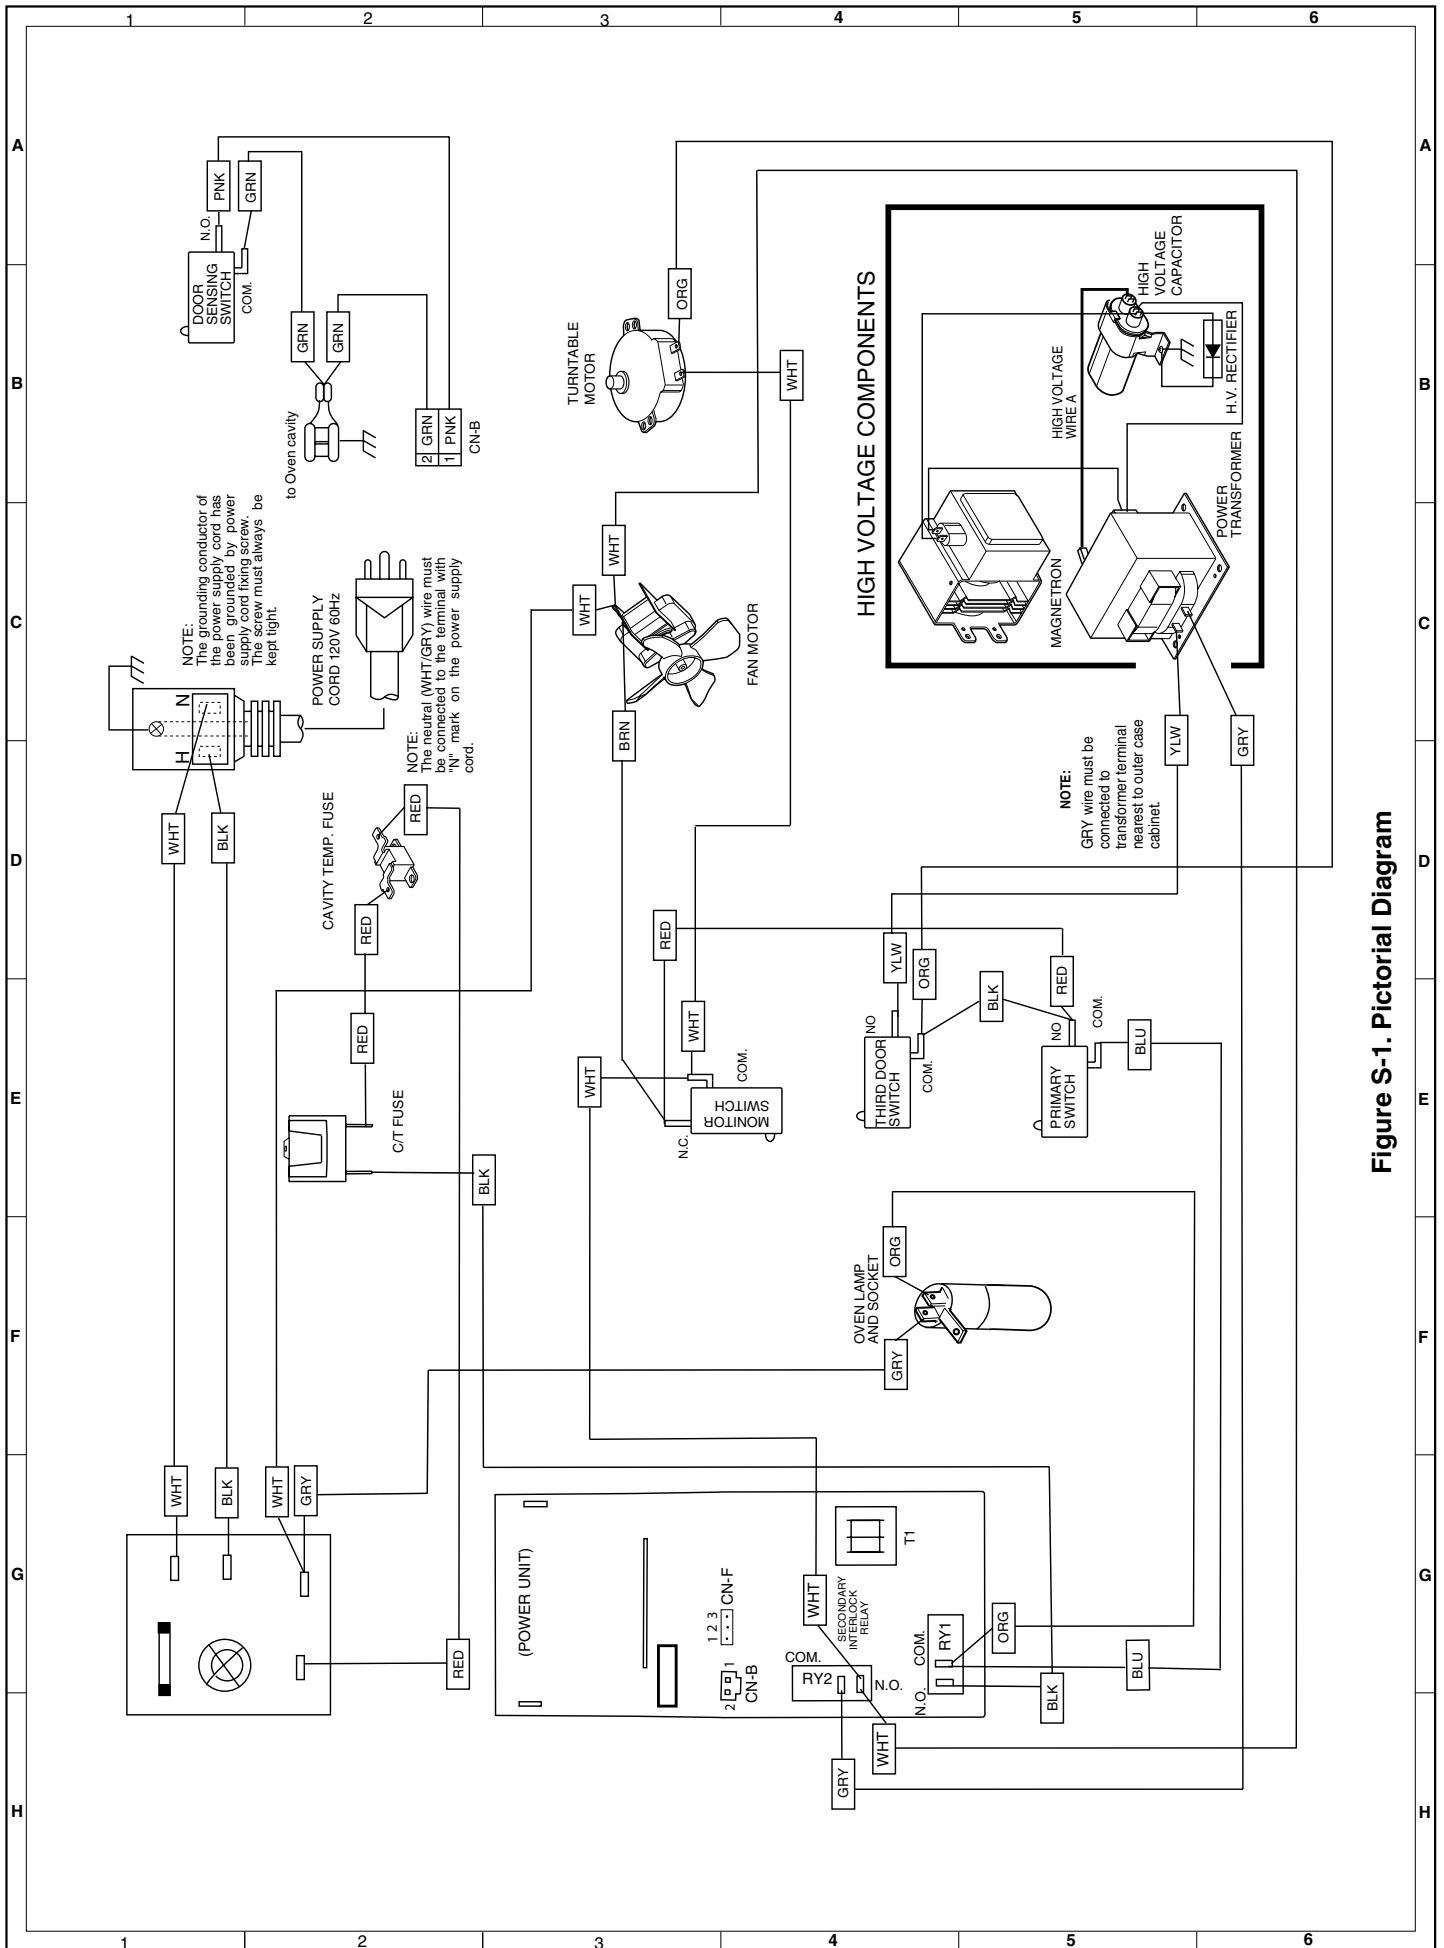 1 2 3 4 5 6
A
B
C
D
E
F
G
H
A
B
C
D
E
F
G
H
1 2 3 4 5 6
Figure S-1. Pictorial Diagram
WHT
BLK
WHT
GRY
RED
WHT
BLK
H
N
NOTE:
The grounding conductor of
the power supply cord has
been grounded by power
supply cord fixing screw.
The screw must always be
kept tight.
POWER SUPPLY
CORD 120V 60Hz
NOTE:
The neutral (WHT/GRY) wire must
be connected to the terminal with
"N" mark on the power supply
cord.
DOOR
SENSING
SWITCH
N.O.
COM.
PNK
GRN
GRN
GRN
to Oven cavity
2 GRN
1 PNK
CN-B
C/T FUSE
BLK
RED
RED
CAVITY TEMP. FUSE
RED
TURNTABLE
MOTOR
ORG
WHT
WHT
WHT
BRN
FAN MOTOR
WHT
N.C.
MONITOR
SWITCH
COM.
WHT
RED
(POWER UNIT)
1 2 3
CN-F
2 1
CN-B
COM.
RY2
N.O.
SECONDARY
INTERLOCK
RELAY
WHT
T1
N.O.
COM.
RY1
ORG
BLK
BLU
GRY
WHT
OVEN LAMP
AND SOCKET
GRY
ORG
THIRD DOOR
SWITCH
NO
COM.
YLW
ORG
BLK
PRIMARY
SWITCH
NO
COM.
RED
BLU
NOTE:
GRY wire must be
connected to
transformer terminal
nearest to outer case
cabinet.
YLW
GRY
HIGH VOLTAGE COMPONENTS
MAGNETRON
HIGH VOLTAGE
WIRE A
POWER
TRANSFORMER
H.V. RECTIFIER
HIGH
VOLTAGE
CAPACITOR